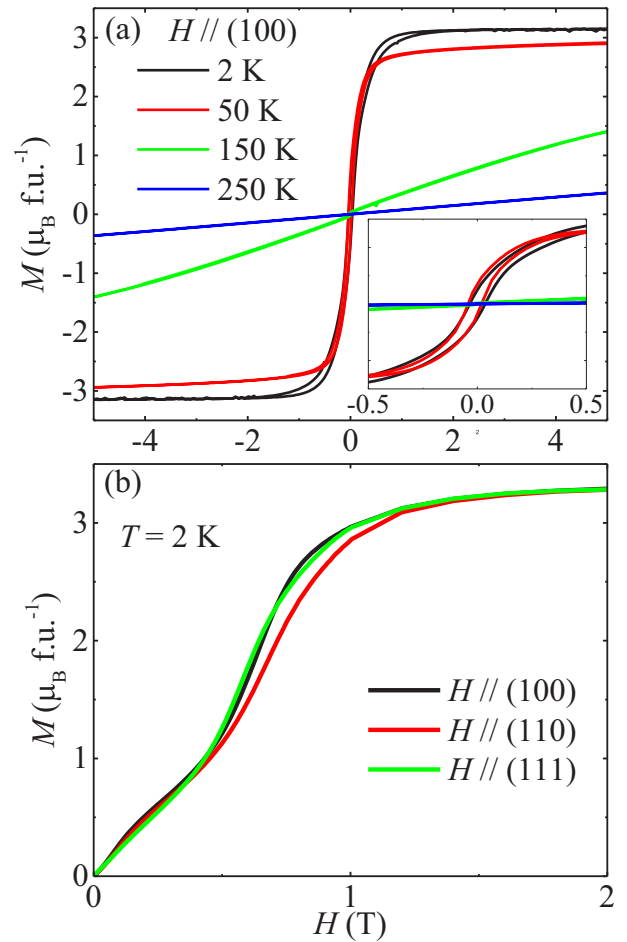 (a)
H // (100)
2 K
50 K
150 K
250 K
M (μB f.u.⁻¹)
3
2
1
0
-1
-2
-3
-0.5 0.0 0.5
-4 -2 0 2 4
2
(b)
T = 2 K
M (μB f.u.⁻¹)
3
2
1
0
H // (100)
H // (110)
H // (111)
0 1 2
H (T)